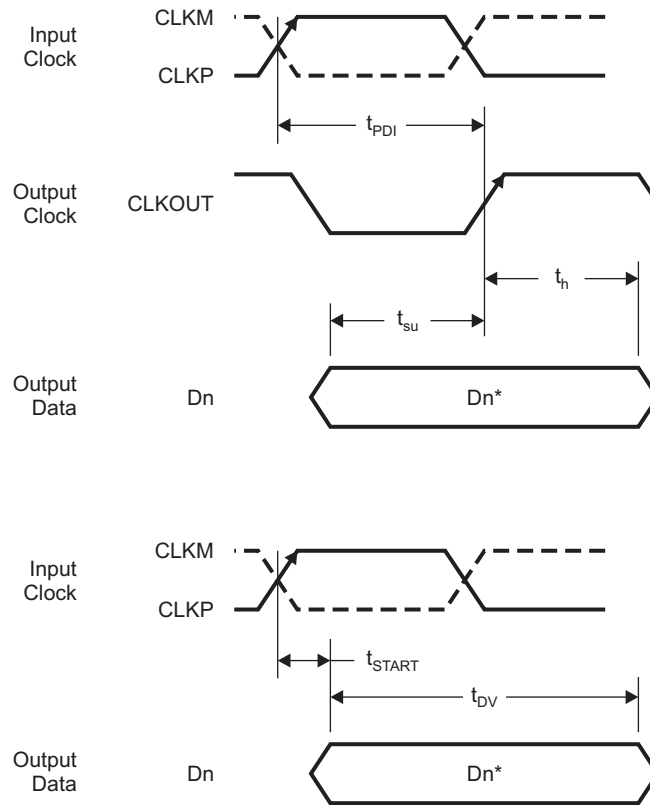 CLKM
Input
Clock
CLKP
tPDI
Output
Clock
CLKOUT
th
tsu
Output
Data
Dn
Dn*
CLKM
Input
Clock
CLKP
tSTART
tDV
Output
Data
Dn
Dn*